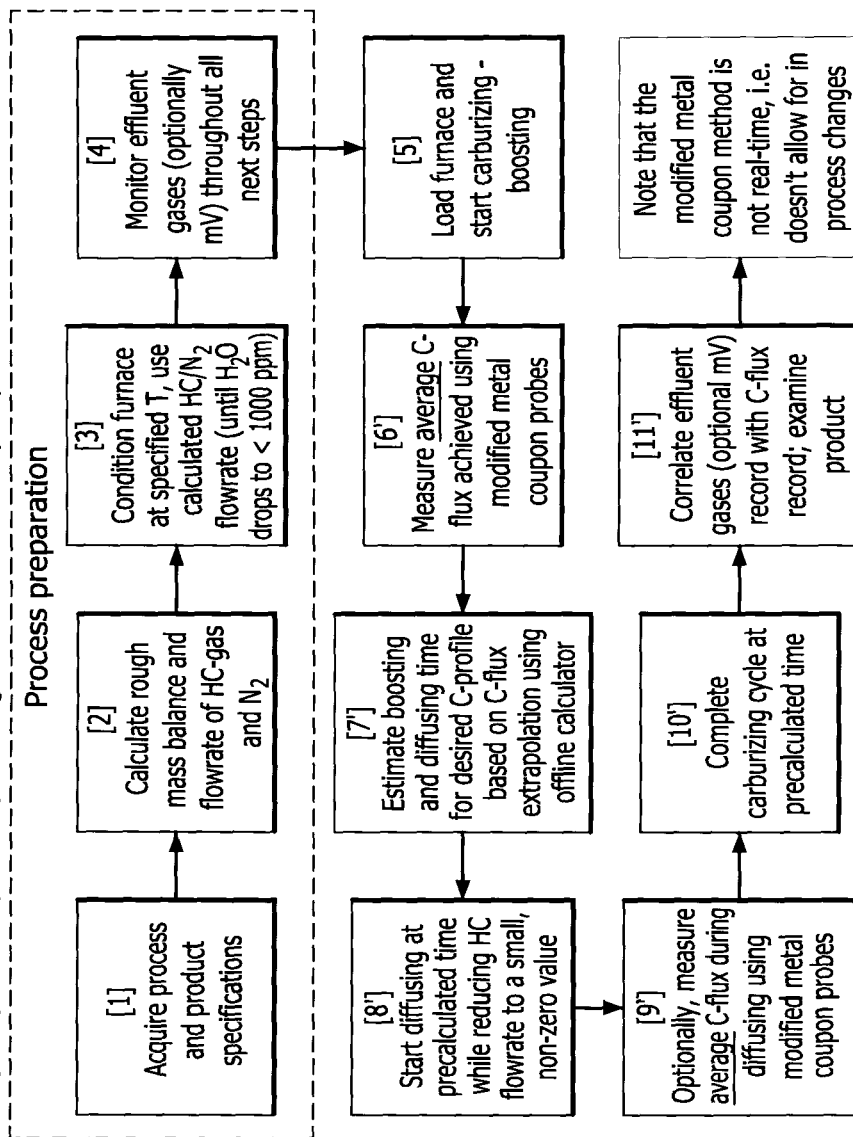 Process preparation
[1]
Acquire process
and product
specifications
[2]
Calculate rough
mass balance and
flowrate of HC-gas
and N2
[3]
Condition furnace
at specified T, use
calculated HC/N2
flowrate (until H2O
drops to < 1000 ppm)
[4]
Monitor effluent
gases (optionally
mV) throughout all
next steps
[5]
Load furnace and
start carburizing -
boosting
[6']
Measure average C-
flux achieved using
modified metal
coupon probes
[7']
Estimate boosting
and diffusing time
for desired C-profile
based on C-flux
extrapolation using
offline calculator
[8']
Start diffusing at
precalculated time
while reducing HC
flowrate to a small,
non-zero value
[9']
Optionally, measure
average C-flux during
diffusing using
modified metal
coupon probes
[10']
Complete
carburizing cycle at
precalculated time
[11']
Correlate effluent
gases (optional mV)
record with C-flux
record; examine
product
Note that the
modified metal
coupon method is
not real-time, i.e.
doesn't allow for in
process changes